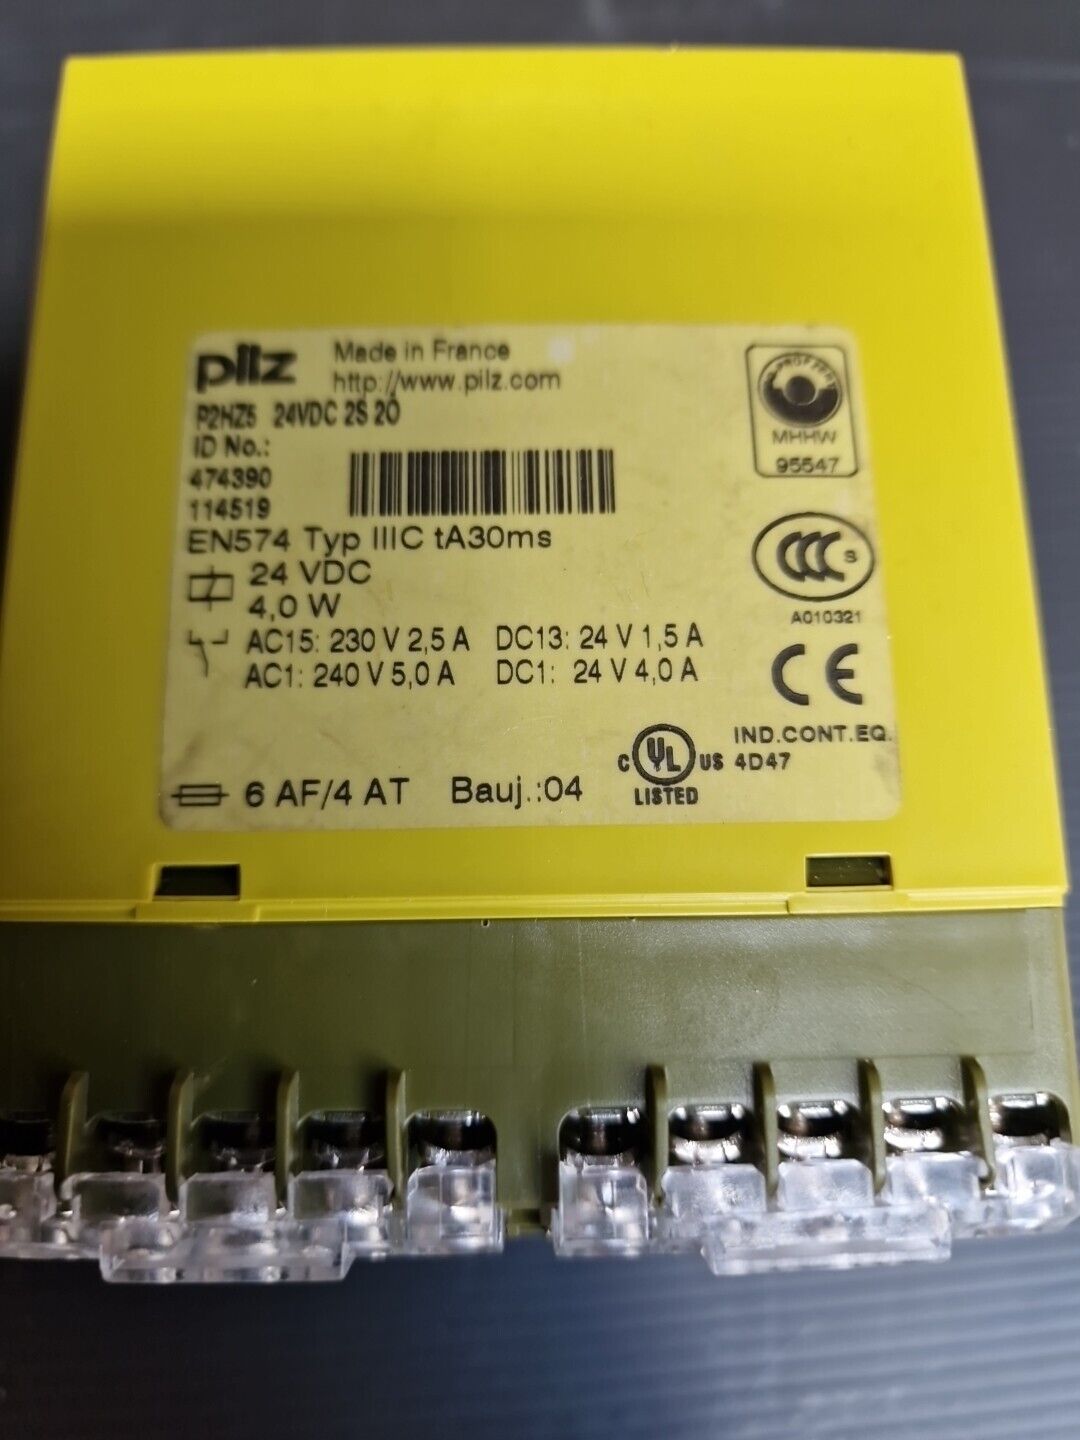 pilz
Made in France
http://www.pilz.com
P2HZ5 24VDC 2S 2Ö
ID No.:
474390
114519
EN574 Typ IIIC tA30ms
24 VDC
4,0 W
AC15: 230 V 2,5 A DC13: 24 V 1,5 A
AC1: 240 V 5,0 A DC1: 24 V 4,0 A
6 AF/4 AT Bauj.:04
MHHW
95547
CCC S
A010321
CE
C UL US
LISTED
IND.CONT.EQ.
4D47